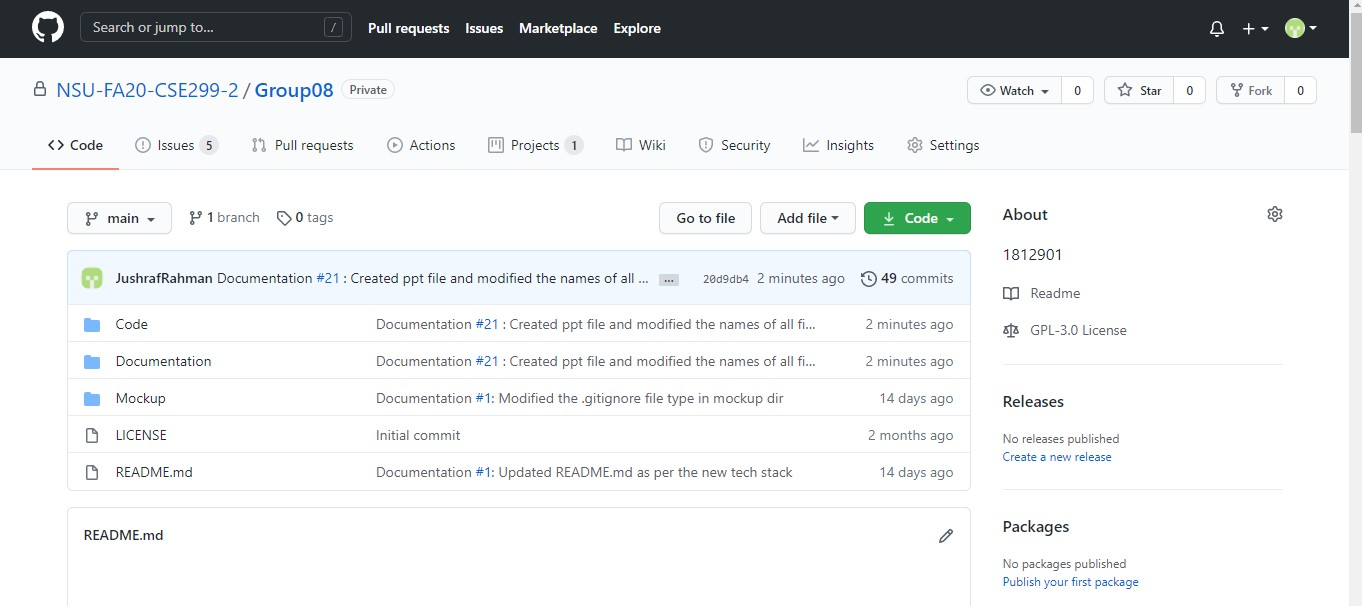 Search or jump to... /
Pull requests Issues Marketplace Explore
NSU-FA20-CSE299-2 / Group08 Private
Watch 0 Star 0 Fork 0
Code Issues 5 Pull requests Actions Projects 1 Wiki Security Insights Settings
main 1 branch 0 tags Go to file Add file Code
JushrafRahman Documentation #21 : Created ppt file and modified the names of all ... ... 20d9db4 2 minutes ago 49 commits
Code Documentation #21 : Created ppt file and modified the names of all fi... 2 minutes ago
Documentation Documentation #21 : Created ppt file and modified the names of all fi... 2 minutes ago
Mockup Documentation #1: Modified the .gitignore file type in mockup dir 14 days ago
LICENSE Initial commit 2 months ago
README.md Documentation #1: Updated README.md as per the new tech stack 14 days ago
README.md
About
1812901
Readme
GPL-3.0 License
Releases
No releases published
Create a new release
Packages
No packages published
Publish your first package